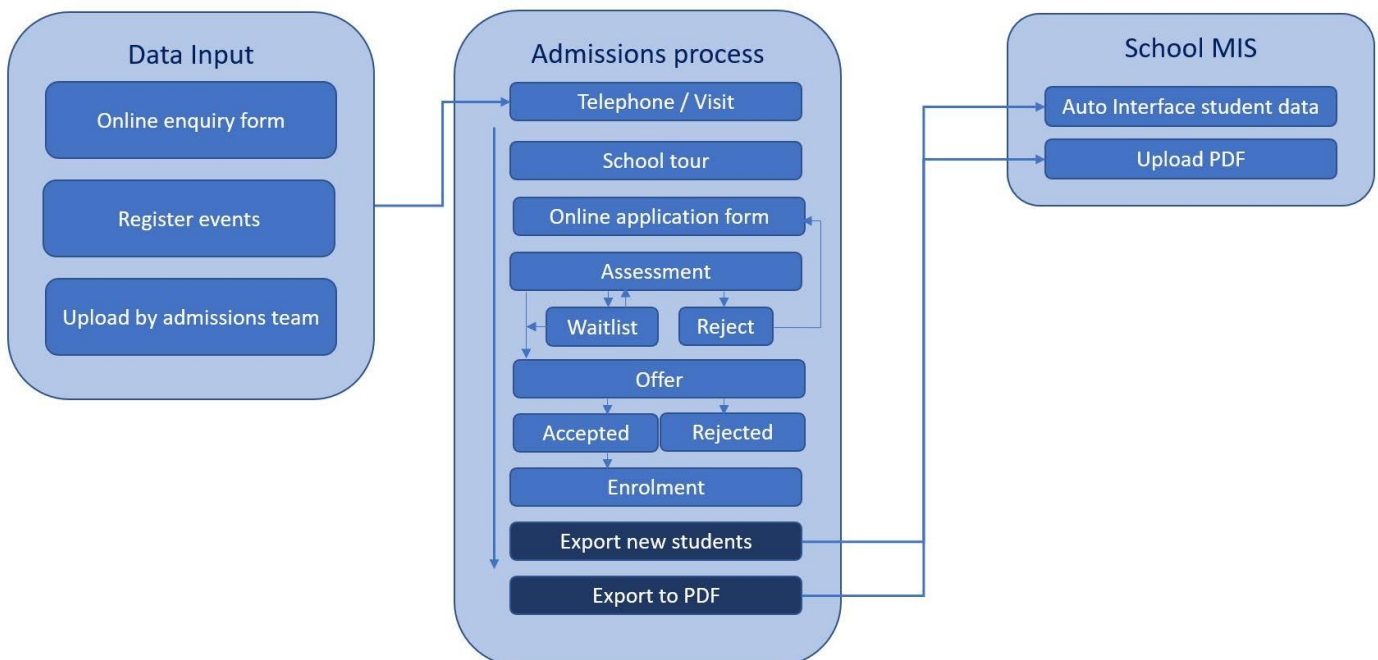 Data Input
Online enquiry form
Register events
Upload by admissions team
Admissions process
Telephone / Visit
School tour
Online application form
Assessment
Waitlist
Reject
Offer
Accepted
Rejected
Enrolment
Export new students
Export to PDF
School MIS
Auto Interface student data
Upload PDF